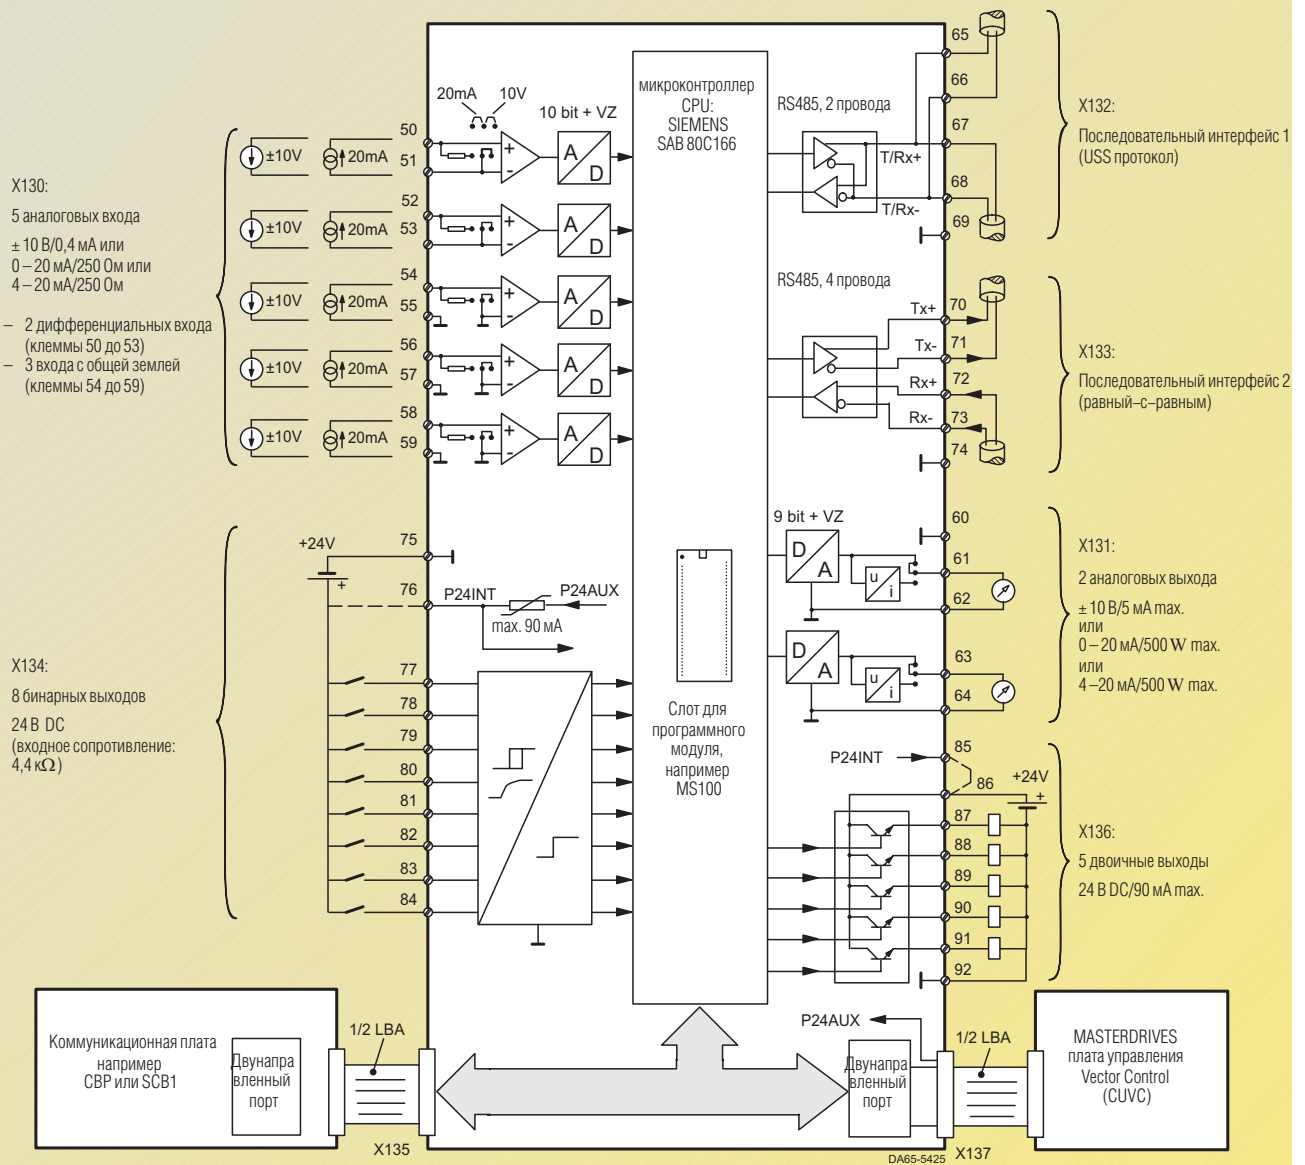 X130:
5 аналоговых входа
± 10 В/0,4 мА или
0 – 20 мА/250 Ом или
4 – 20 мА/250 Ом
– 2 дифференциальных входа
(клеммы 50 до 53)
– 3 входа с общей землей
(клеммы 54 до 59)
±10V
20mA
50
51
±10V
20mA
52
53
±10V
20mA
54
55
±10V
20mA
56
57
±10V
20mA
58
59
20mA
10V
10 bit + VZ
+
-
A
D
+
-
A
D
+
-
A
D
+
-
A
D
+
-
A
D
X134:
8 бинарных выходов
24 В DC
(входное сопротивление:
4,4 кΩ )
+24V
+
75
76
77
78
79
80
81
82
83
84
P24INT
P24AUX
max. 90 мА
микроконтроллер
CPU:
SIEMENS
SAB 80C166
Слот для
программного
модуля,
например
MS100
RS485, 2 провода
T/Rx+
T/Rx-
65
66
67
68
69
X132:
Последовательный интерфейс 1
(USS протокол)
RS485, 4 провода
Tx+
Tx-
Rx+
Rx-
70
71
72
73
74
X133:
Последовательный интерфейс 2
(равный–с–равным)
9 bit + VZ
D
A
u
i
D
A
u
i
60
61
62
63
64
X131:
2 аналоговых выхода
± 10 В/5 мА max.
или
0 – 20 мА/500 W max.
или
4 –20 мА/500 W max.
P24INT
85
86
+24V
+
87
88
89
90
91
92
X136:
5 двоичные выходы
24 В DC/90 мА max.
Коммуникационная плата
например
CBP или SCB1
Двунапра
вленный
порт
1/2 LBA
X135
P24AUX
Двунапра
вленный
порт
1/2 LBA
MASTERDRIVES
плата управления
Vector Control
(CUVC)
DA65-5425
X137